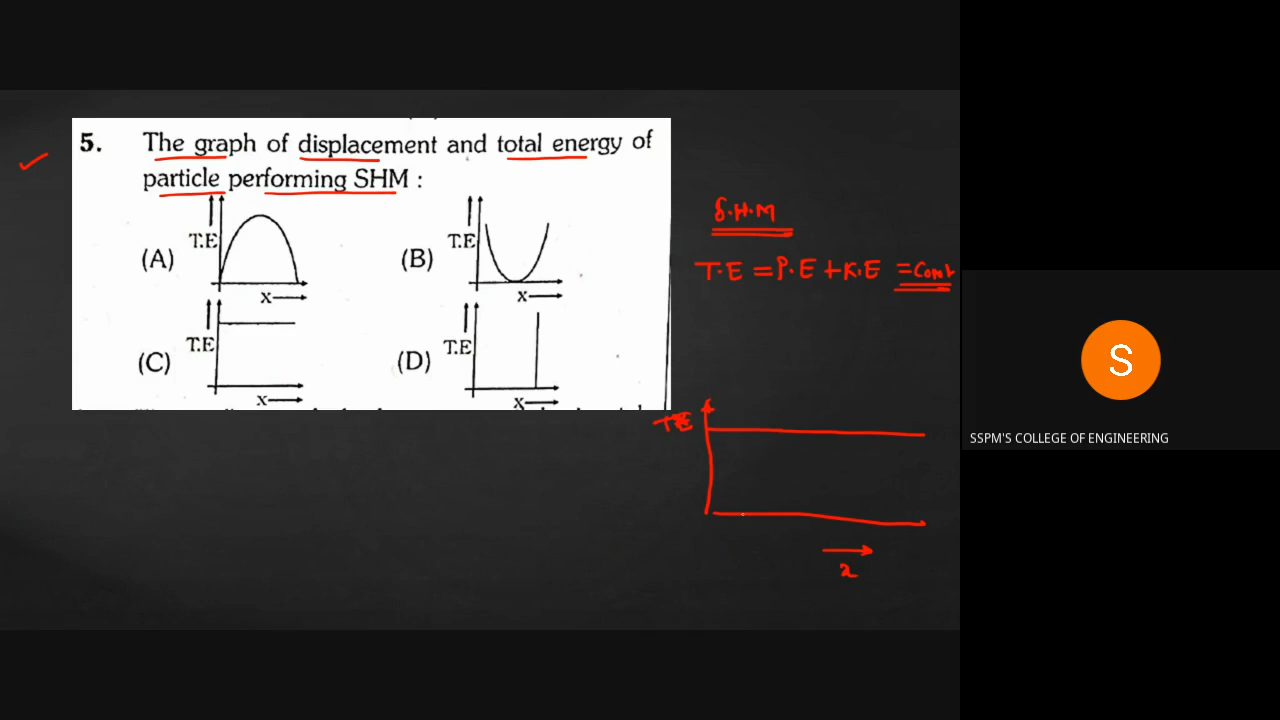 5. The graph of displacement and total energy of
particle performing SHM :
(A) T.E x
(B) T.E x
(C) T.E x
(D) T.E x
S.H.M
T.E = P.E + K.E = Const
TE
x
S
SSPM'S COLLEGE OF ENGINEERING